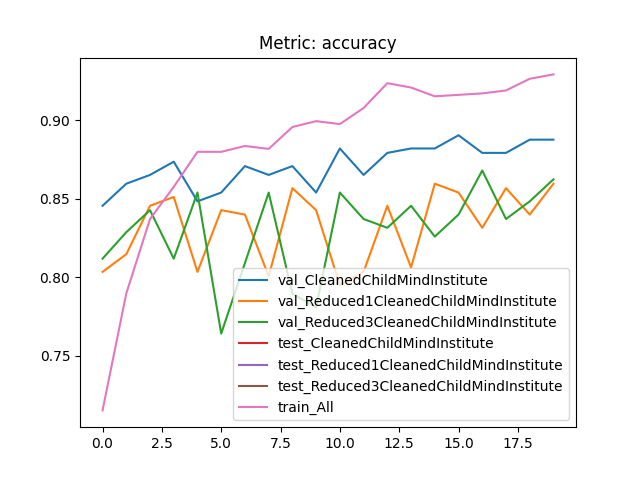 Metric: accuracy
0.90
0.85
0.80
0.75
val_CleanedChildMindInstitute
val_Reduced1CleanedChildMindInstitute
val_Reduced3CleanedChildMindInstitute
test_CleanedChildMindInstitute
test_Reduced1CleanedChildMindInstitute
test_Reduced3CleanedChildMindInstitute
train_All
0.0 2.5 5.0 7.5 10.0 12.5 15.0 17.5